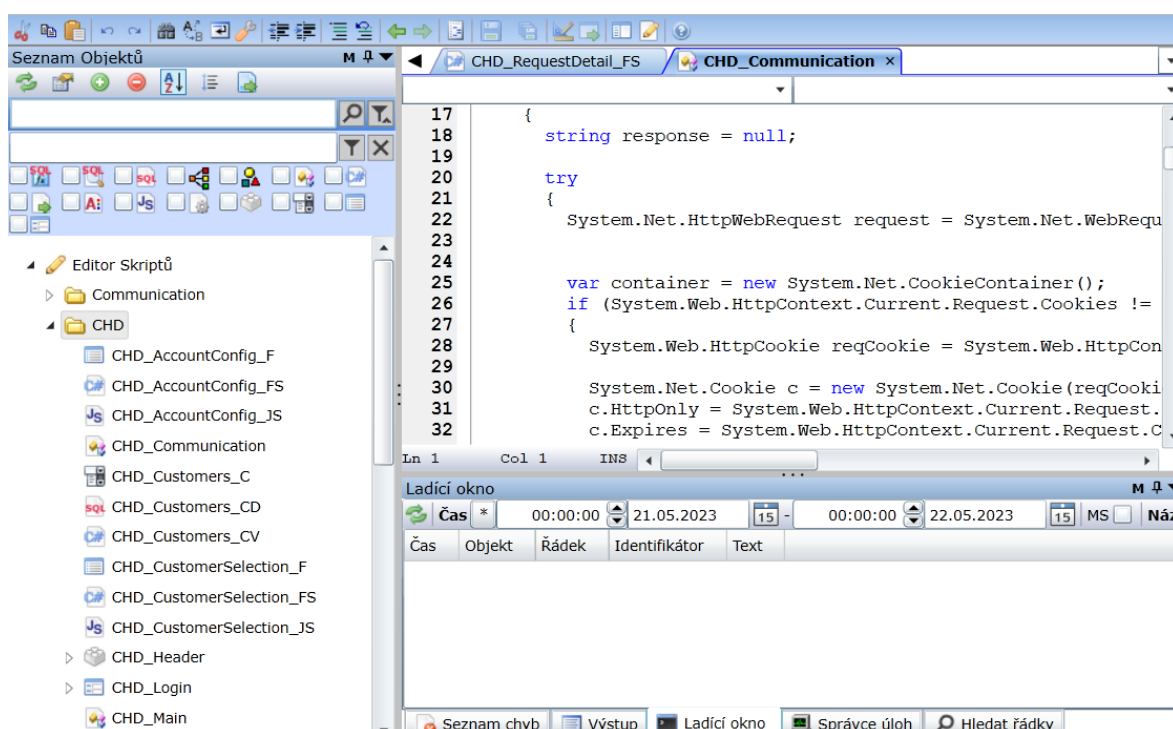 Seznam Objektů
M
CHD_RequestDetail_FS
CHD_Communication ×
17 {
18 string response = null;
19
20 try
21 {
22 System.Net.HttpWebRequest request = System.Net.WebRequ
23
24
25 var container = new System.Net.CookieContainer();
26 if (System.Web.HttpContext.Current.Request.Cookies !=
27 {
28 System.Web.HttpCookie reqCookie = System.Web.HttpCon
29
30 System.Net.Cookie c = new System.Net.Cookie(reqCooki
31 c.HttpOnly = System.Web.HttpContext.Current.Request.
32 c.Expires = System.Web.HttpContext.Current.Request.C
Ln 1 Col 1 INS
Editor Skriptů
Communication
CHD
CHD_AccountConfig_F
CHD_AccountConfig_FS
CHD_AccountConfig_JS
CHD_Communication
CHD_Customers_C
CHD_Customers_CD
CHD_Customers_CV
CHD_CustomerSelection_F
CHD_CustomerSelection_FS
CHD_CustomerSelection_JS
CHD_Header
CHD_Login
CHD_Main
Ladící okno
M
Čas * 00:00:00 21.05.2023 15 - 00:00:00 22.05.2023 15 MS Náz
Čas Objekt Řádek Identifikátor Text
Seznam chyb Výstup Ladící okno Správce úloh Hledat řádky